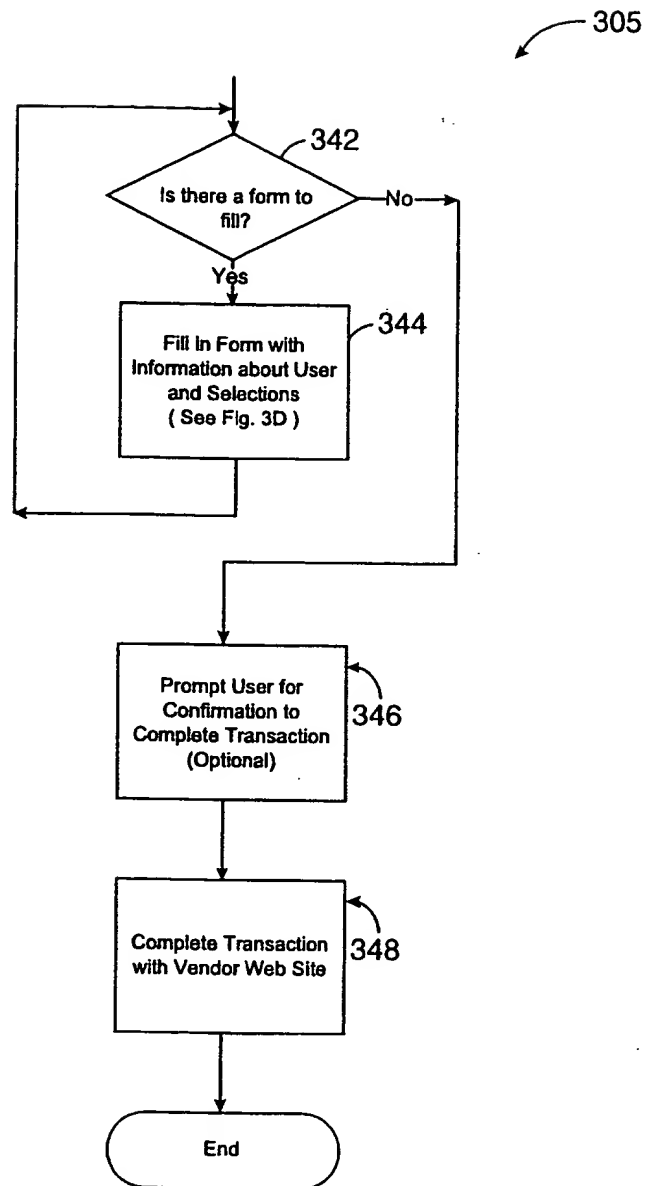 305
342
Is there a form to
fill?
No
Yes
344
Fill In Form with
Information about User
and Selections
( See Fig. 3D )
Prompt User for
Confirmation to
Complete Transaction
(Optional)
346
Complete Transaction
with Vendor Web Site
348
End